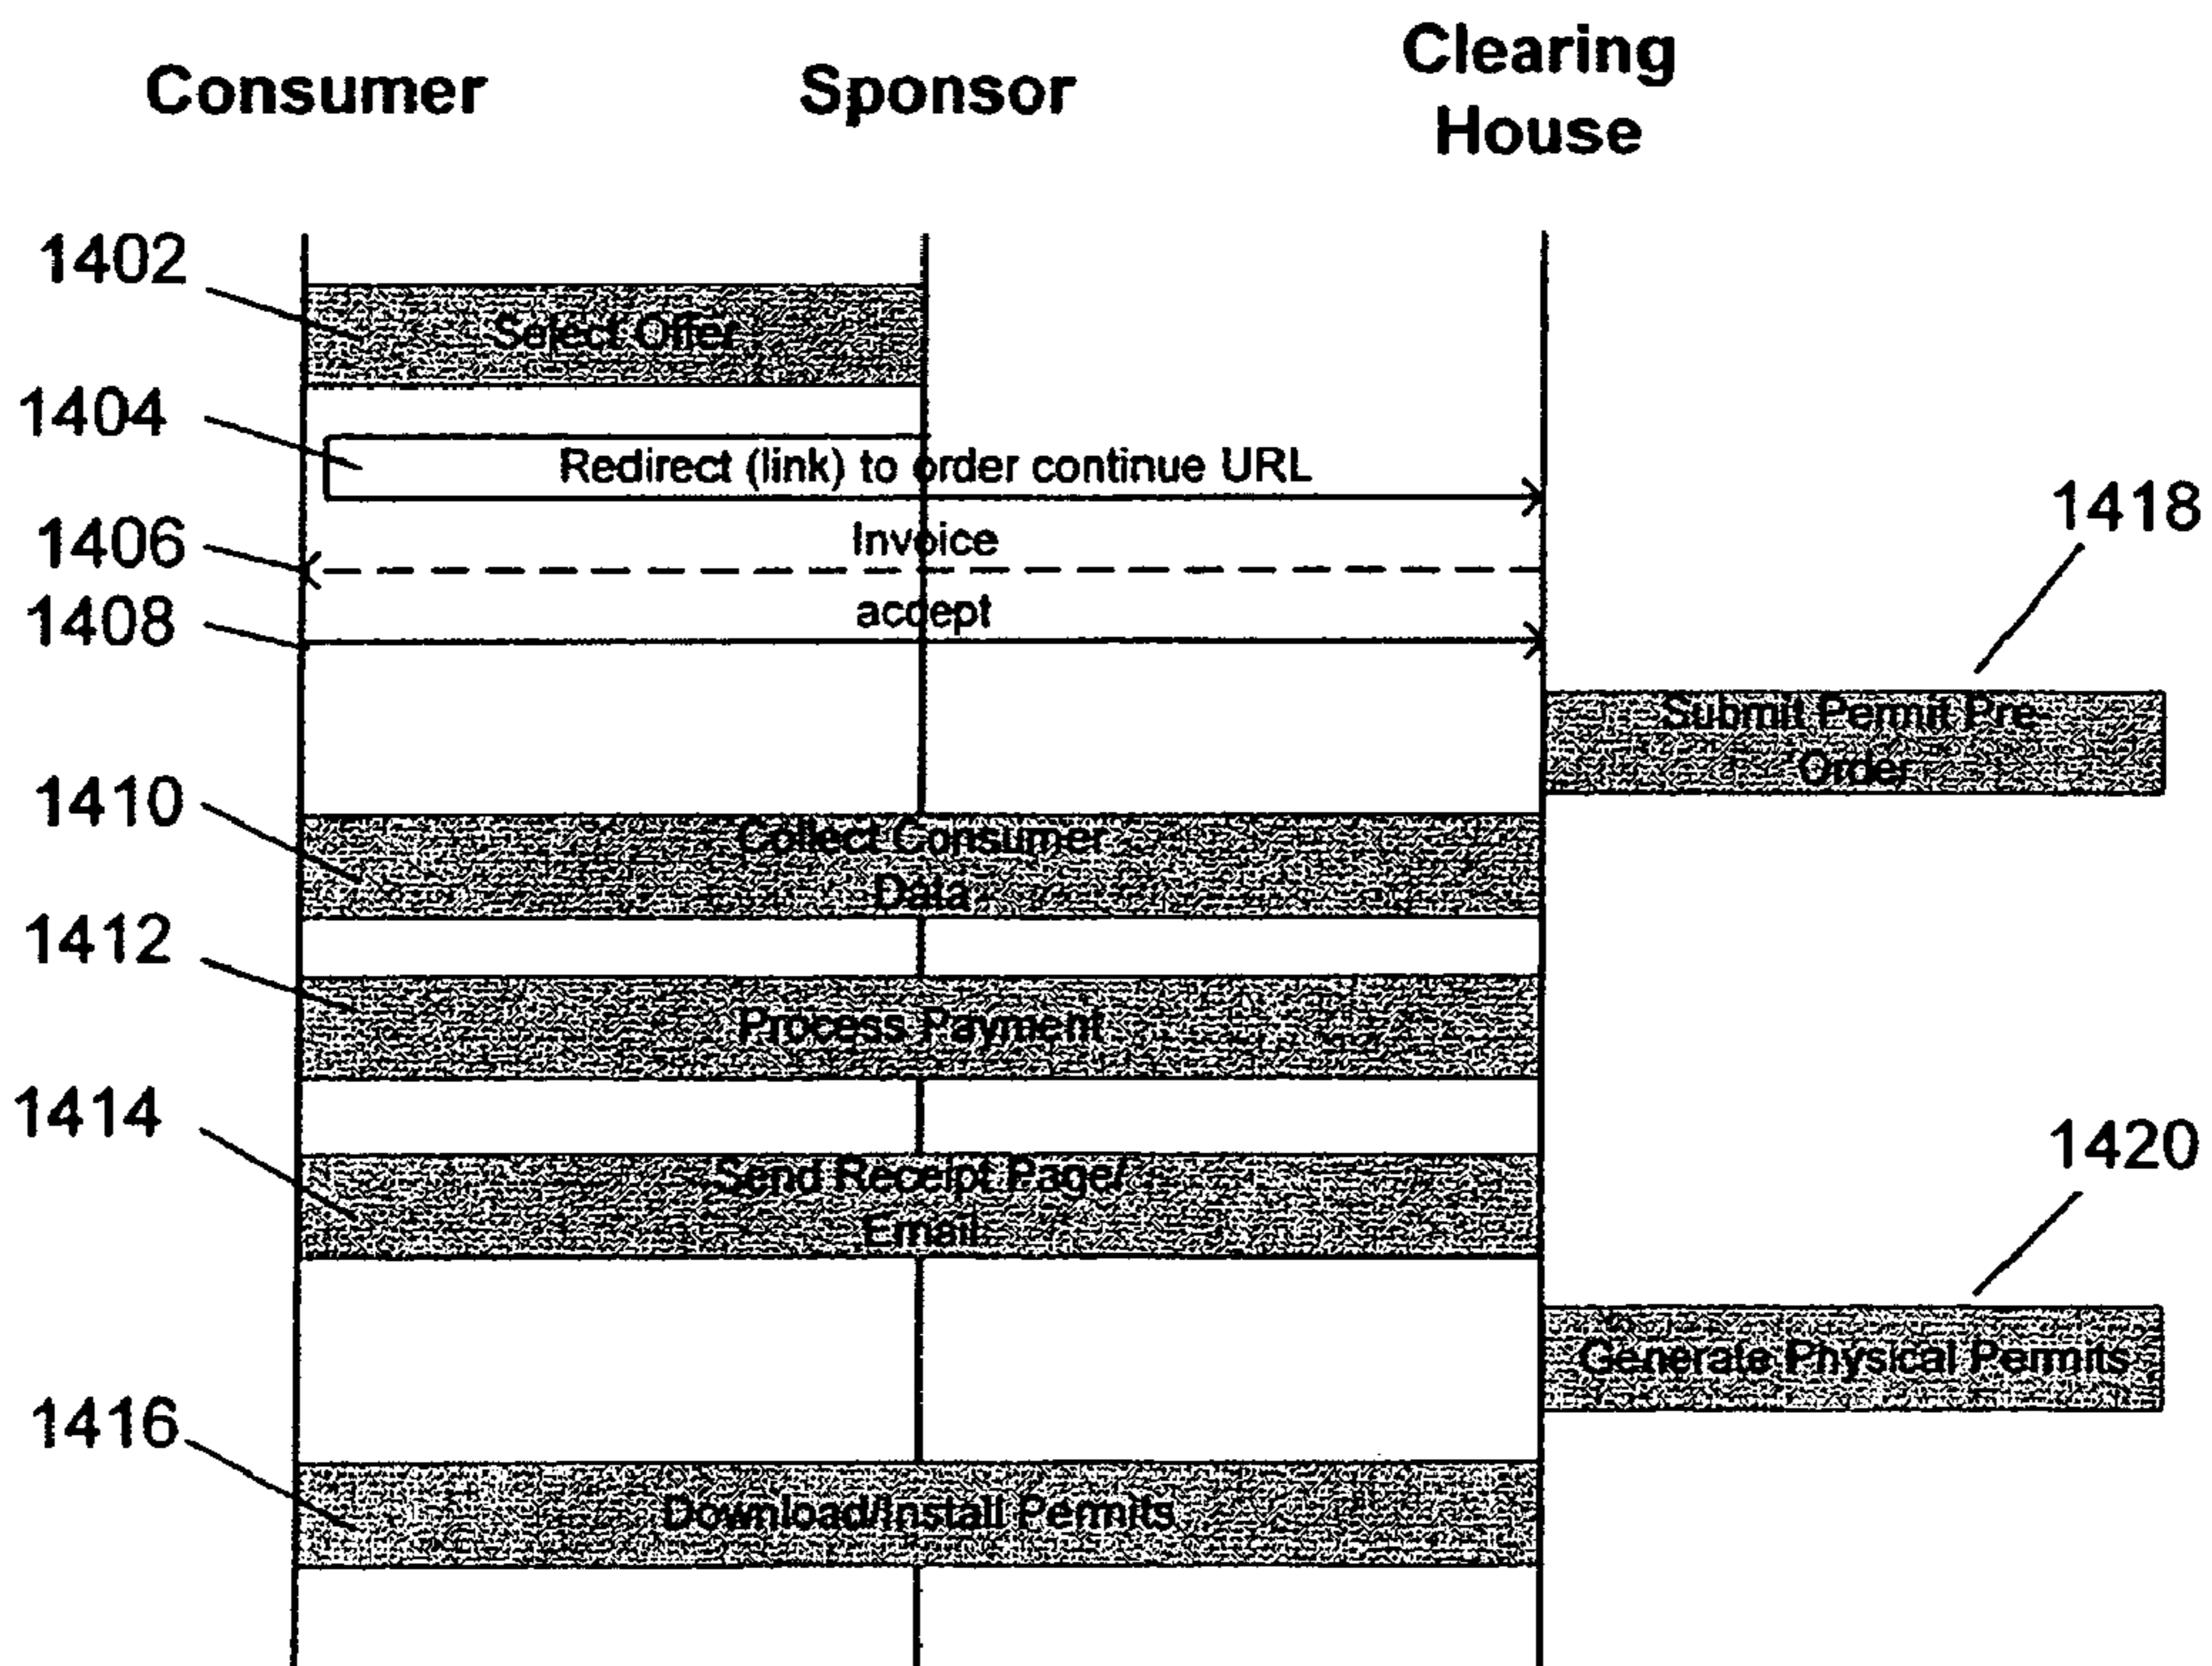 Consumer
Sponsor
Clearing
House
1402
Select Offer
1404
Redirect (link) to order continue URL
1406
Invoice
1408
accept
1418
Submit Permit Pre-
Order
1410
Collect Consumer
Data
1412
Process Payment
1414
Send Receipt Page/
Email
1420
Generate Physical Permits
1416
Download/Install Permits